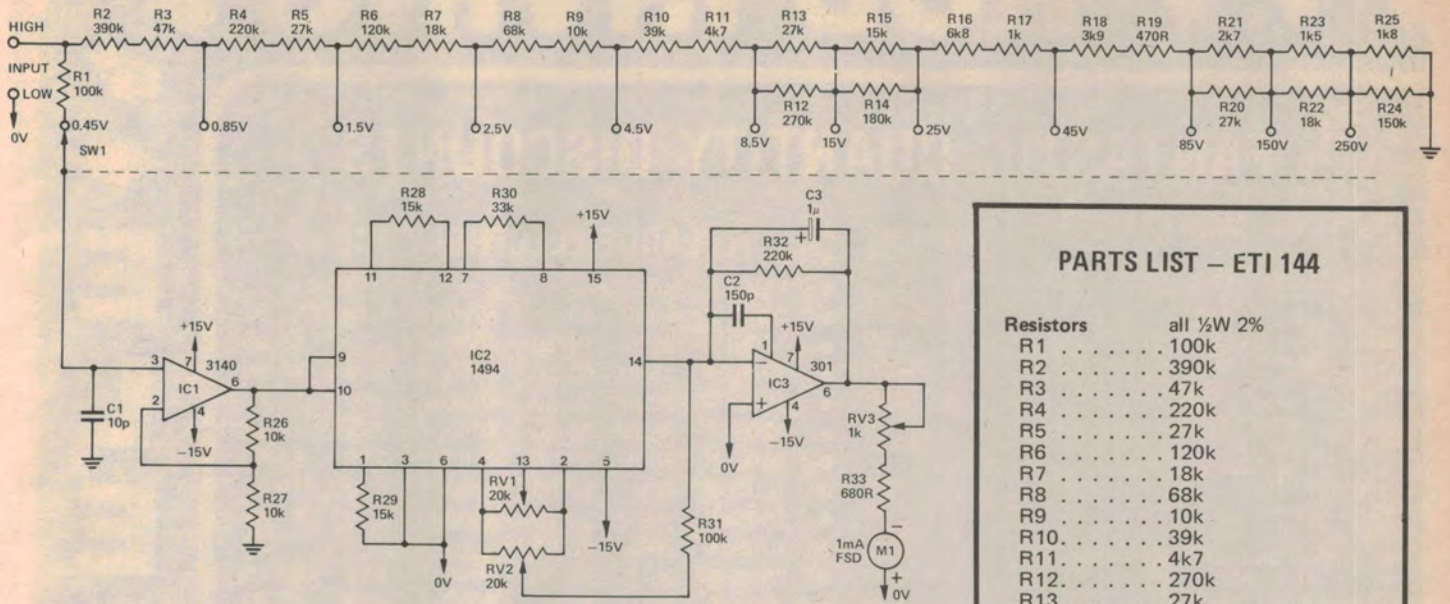 HIGH
INPUT
LOW
0V
R2
390k
R3
47k
R4
220k
R5
27k
R6
120k
R7
18k
R8
68k
R9
10k
R10
39k
R11
4k7
R13
27k
R15
15k
R16
6k8
R17
1k
R18
3k9
R19
470R
R21
2k7
R23
1k5
R25
1k8
R1
100k
R12
270k
R14
180k
R20
27k
R22
18k
R24
150k
0.45V
0.85V
1.5V
2.5V
4.5V
8.5V
15V
25V
45V
85V
150V
250V
SW1
R28
15k
R30
33k
+15V
11
12
7
8
15
C3
1μ
+
R32
220k
C2
150p
+15V
7
3140
3
IC1
6
2
4
-15V
C1
10p
R26
10k
R27
10k
9
10
IC2
1494
14
1
+15V
7
301
−
IC3
6
+
4
-15V
0V
RV3
1k
R33
680R
−
1mA
FSD
M1
+
0V
1
3
6
4
13
2
5
R29
15k
RV1
20k
RV2
20k
0V
-15V
R31
100k
PARTS LIST – ETI 144
Resistors all ½W 2%
R1 . . . . . . . 100k
R2 . . . . . . . 390k
R3 . . . . . . . 47k
R4 . . . . . . . 220k
R5 . . . . . . . 27k
R6 . . . . . . . 120k
R7 . . . . . . . 18k
R8 . . . . . . . 68k
R9 . . . . . . . 10k
R10. . . . . . . 39k
R11 . . . . . . . 4k7
R12. . . . . . . 270k
R13 . . . . . . . 27k